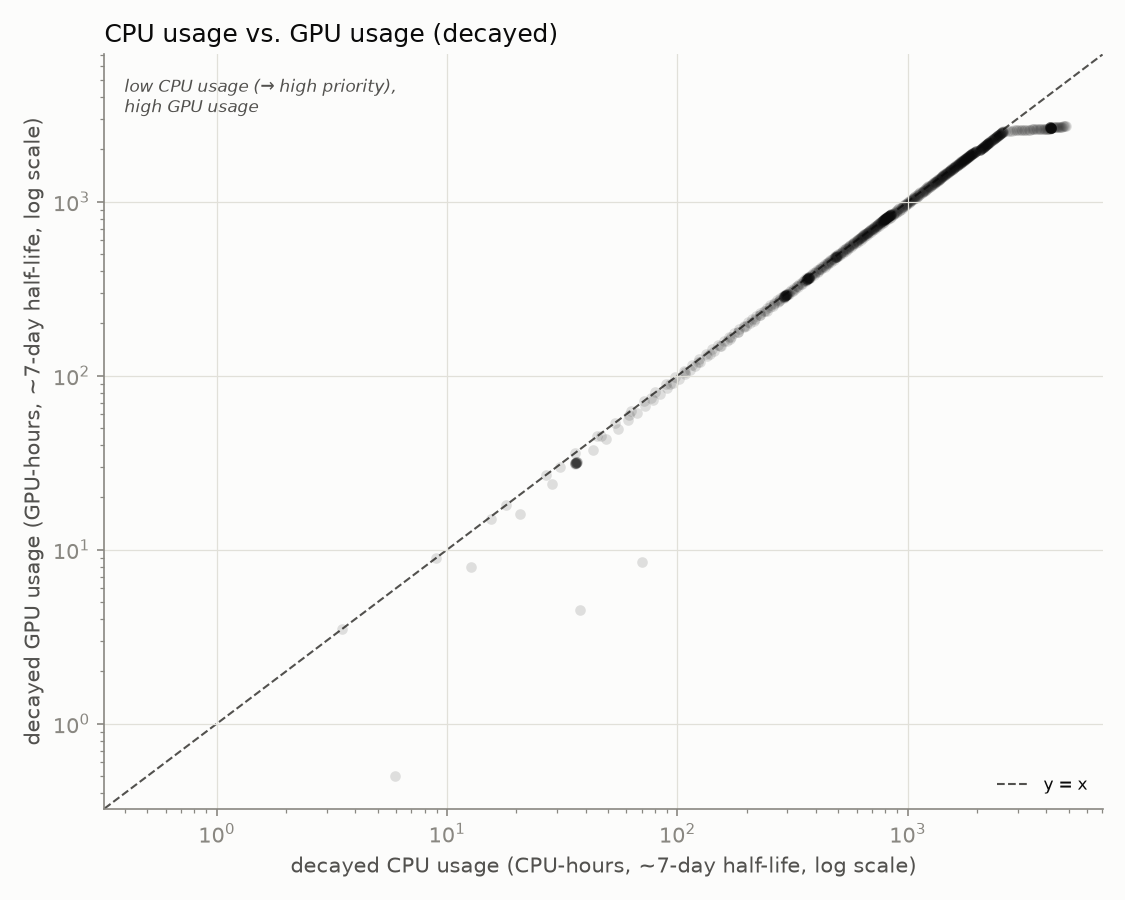 CPU usage vs. GPU usage (decayed)
low CPU usage (→ high priority),
high GPU usage
decayed GPU usage (GPU-hours, ~7-day half-life, log scale)
10³
10²
10¹
10⁰
y = x
10⁰ 10¹ 10² 10³
decayed CPU usage (CPU-hours, ~7-day half-life, log scale)